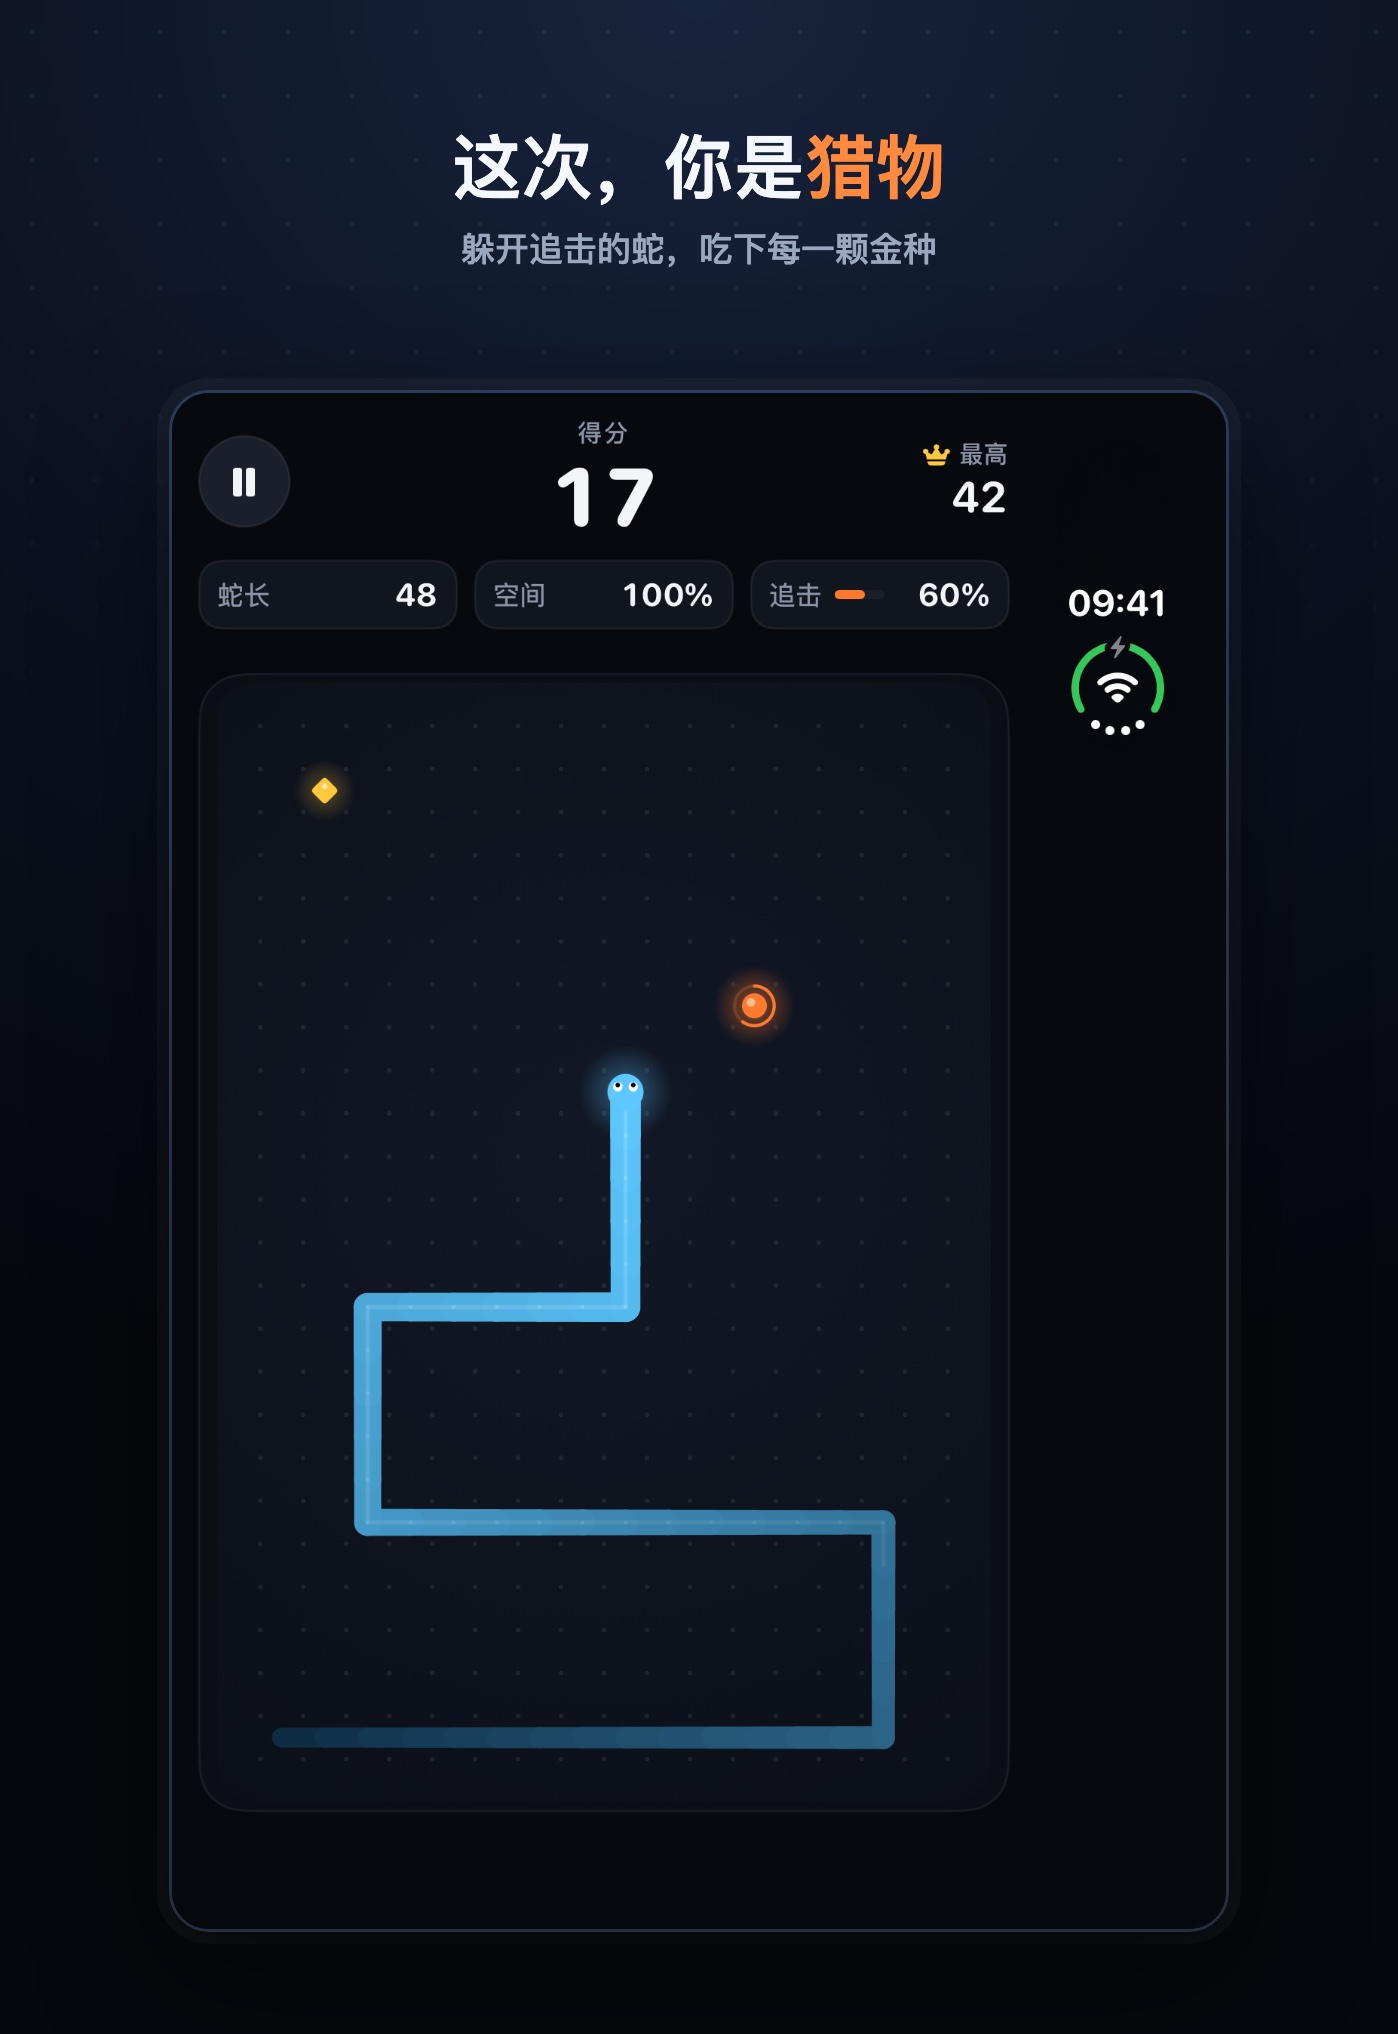 这次，你是猎物
躲开追击的蛇，吃下每一颗金种
得分
17
最高
42
蛇长 48
空间 100%
追击 60%
09:41